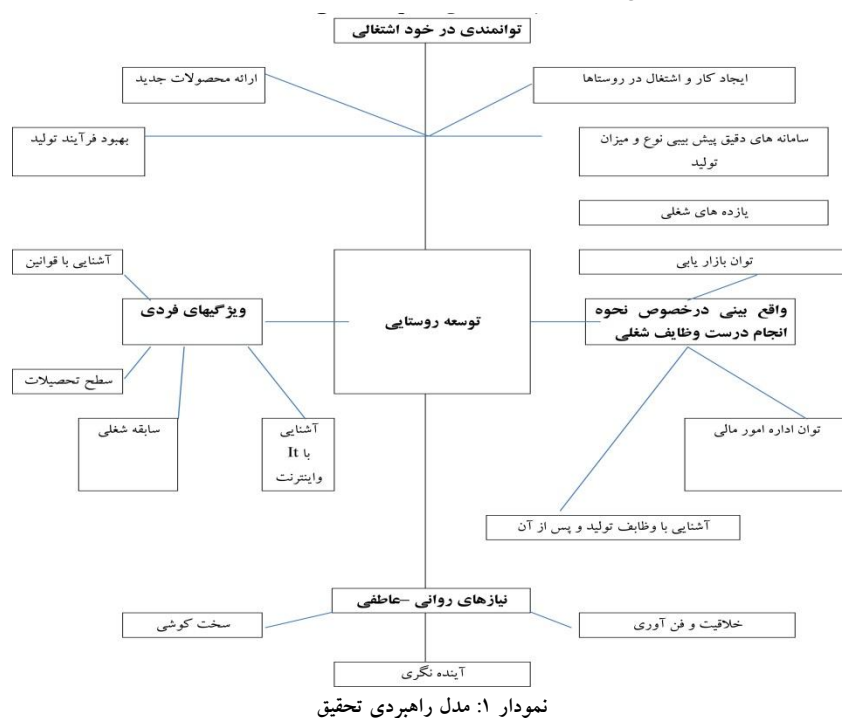 توانمندی در خود اشتغالی
ایجاد کار و اشتغال در روستاها
ارائه محصولات جدید
سامانه های دقیق پیش بیبی نوع و میزان
تولید
بهبود فرآیند تولید
یازده های شغلی
توان بازار یابی
آشنایی با قوانین
واقع بینی درخصوص نحوه
انجام درست وظایف شغلی
توسعه روستایی
ویژگیهای فردی
سطح تحصیلات
توان اداره امور مالی
آشنایی
با It
واینترنت
سابقه شغلی
آشنایی با وظابف تولید و پس از آن
نیازهای روانی –عاطفی
خلاقیت و فن آوری
سخت کوشی
آینده نگری
نمودار ۱: مدل راهبردی تحقیق